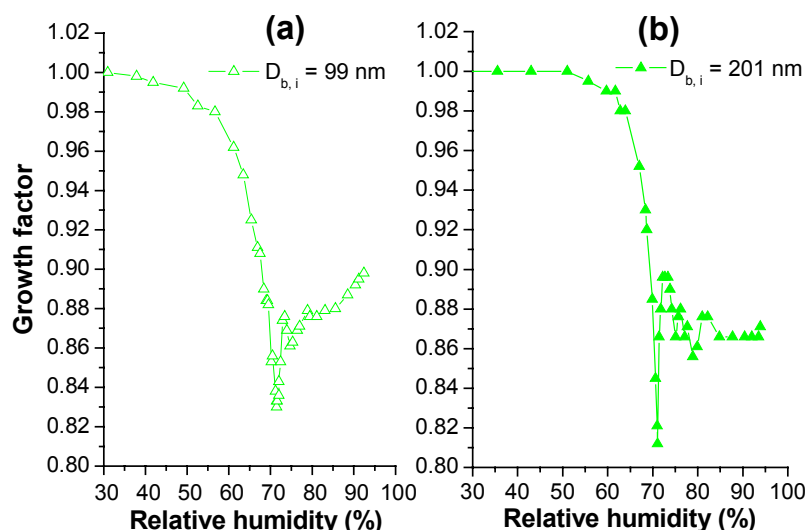 (a)
(b)
D b, i = 99 nm
D b, i = 201 nm
Growth factor
1.02
1.00
0.98
0.96
0.94
0.92
0.90
0.88
0.86
0.84
0.82
0.80
30 40 50 60 70 80 90 100
Relative humidity (%)
1.02
1.00
0.98
0.96
0.94
0.92
0.90
0.88
0.86
0.84
0.82
0.80
30 40 50 60 70 80 90 100
Relative humidity (%)